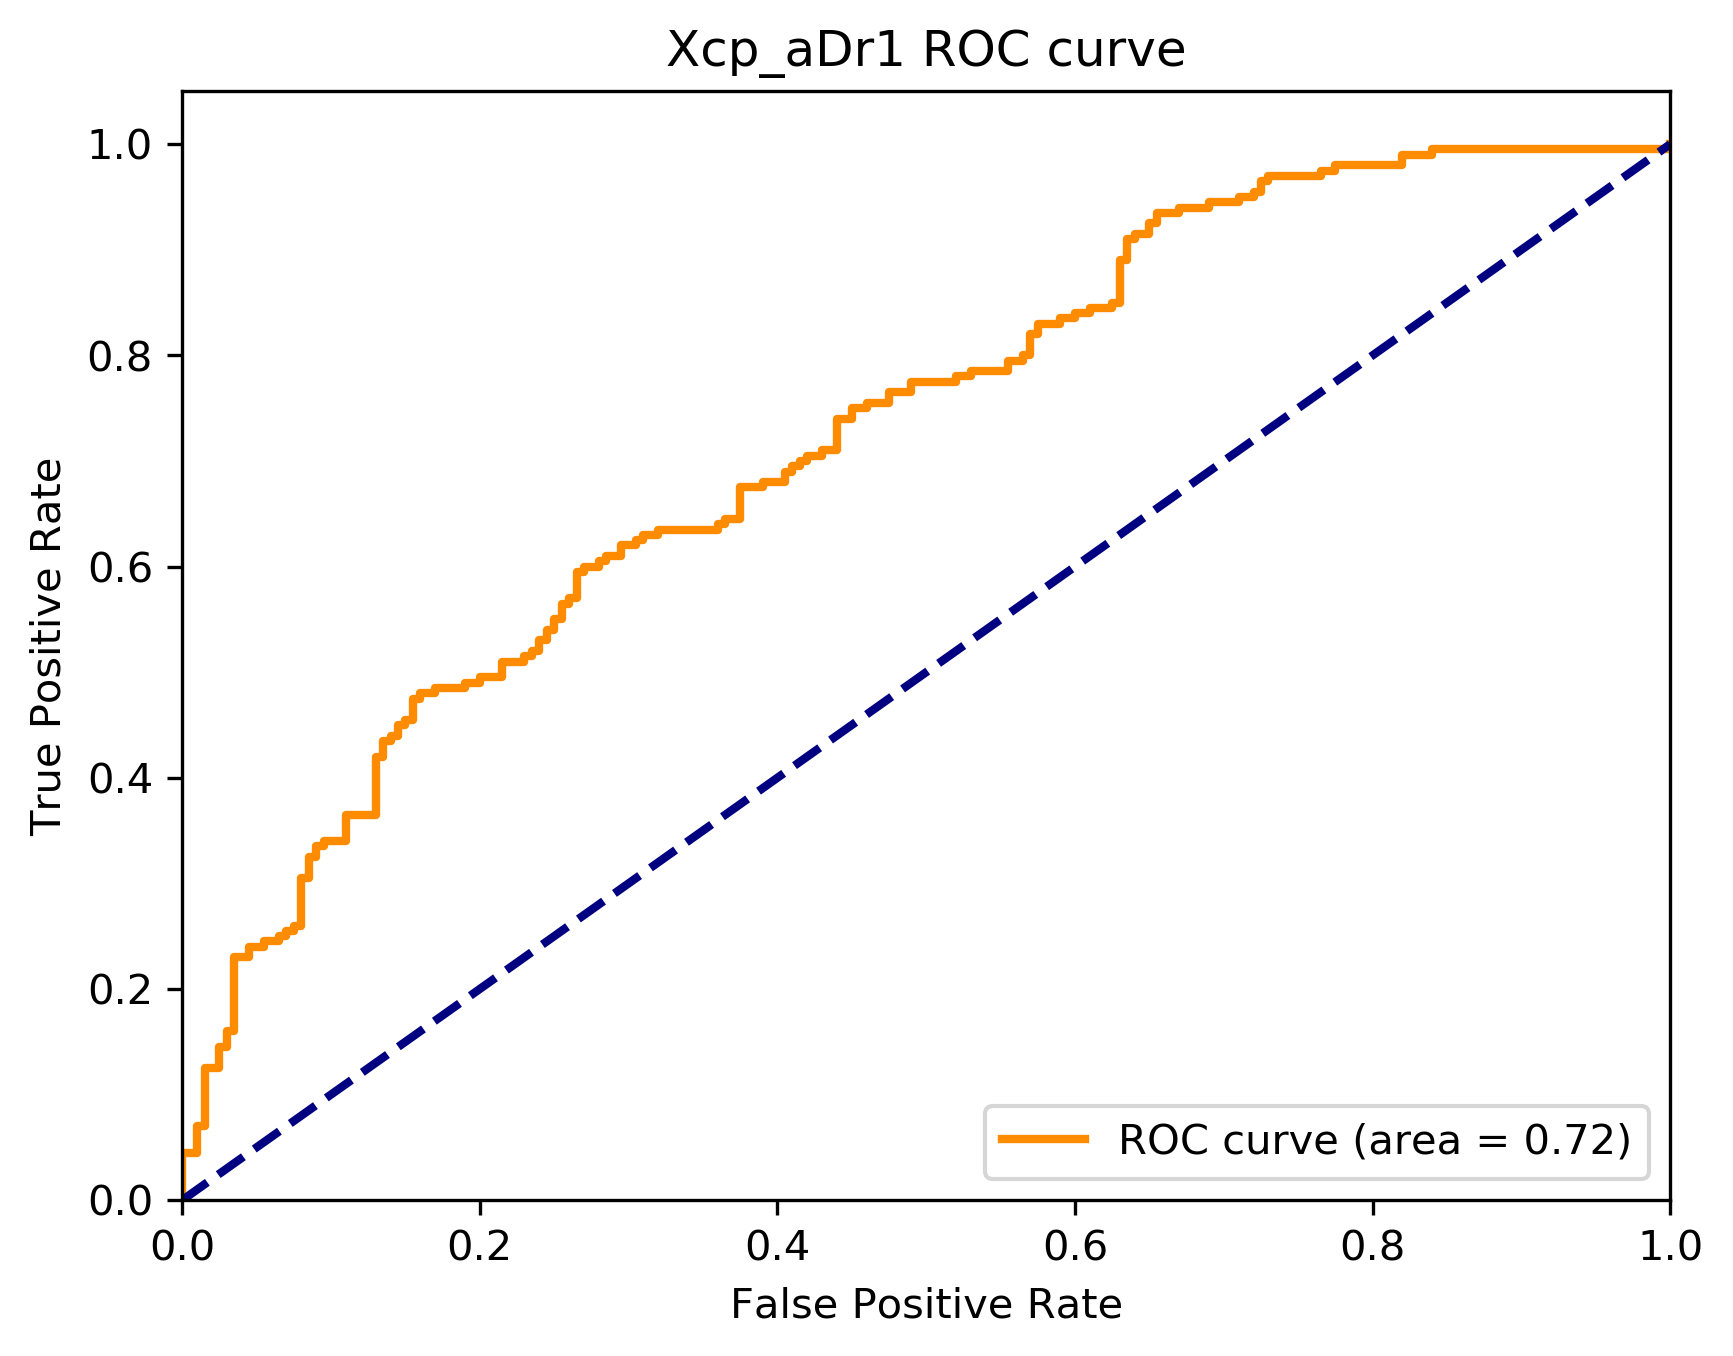 Xcp_aDr1 ROC curve
True Positive Rate
1.0
0.8
0.6
0.4
0.2
0.0
ROC curve (area = 0.72)
0.0 0.2 0.4 0.6 0.8 1.0
False Positive Rate